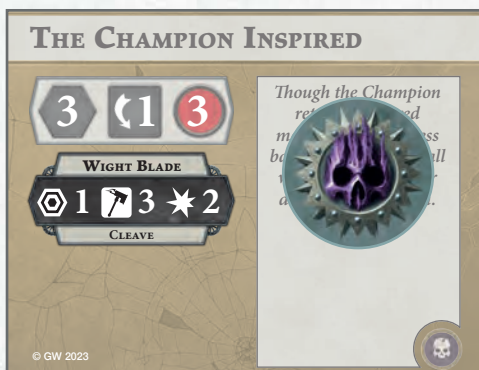 The Champion Inspired
3 1 3
Though the Champion
Wight Blade
1 3 2
Cleave
© GW 2023